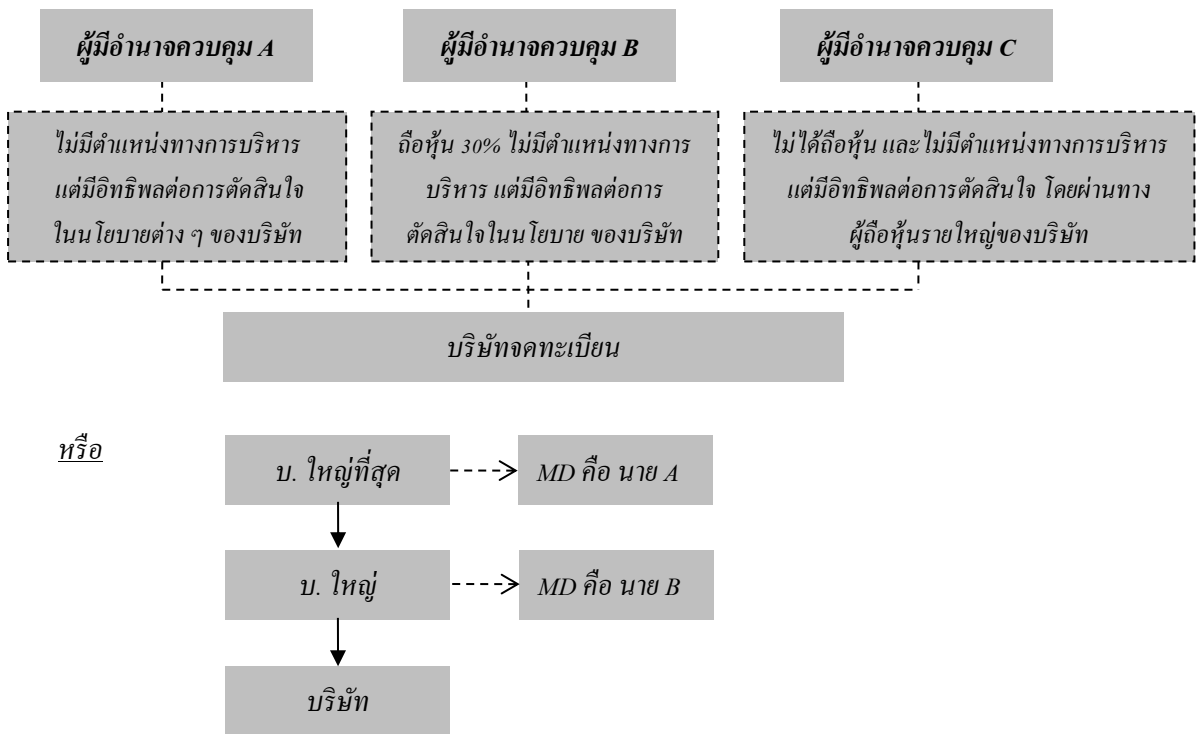 ผู้มีอำนาจควบคุม A
ผู้มีอำนาจควบคุม B
ผู้มีอำนาจควบคุม C
ไม่มีตำแหน่งทางการบริหาร
แต่มีอิทธิพลต่อการตัดสินใจ
ในนโยบายต่าง ๆ ของบริษัท
ถือหุ้น 30% ไม่มีตำแหน่งทางการ
บริหาร แต่มีอิทธิพลต่อการ
ตัดสินใจในนโยบาย ของบริษัท
ไม่ได้ถือหุ้น และไม่มีตำแหน่งทางการบริหาร
แต่มีอิทธิพลต่อการตัดสินใจ โดยผ่านทาง
ผู้ถือหุ้นรายใหญ่ของบริษัท
บริษัทจดทะเบียน
หรือ
บ. ใหญ่ที่สุด
MD คือ นาย A
บ. ใหญ่
MD คือ นาย B
บริษัท